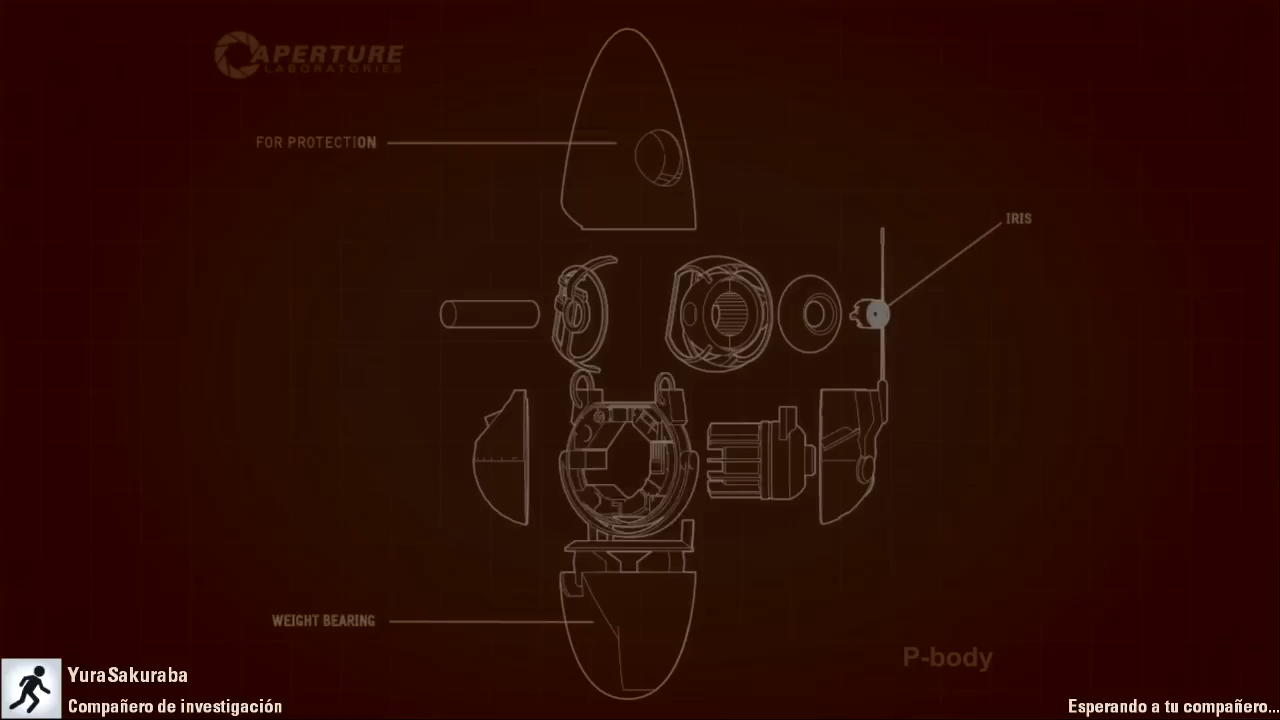 APERTURE
LABORATORIES
FOR PROTECTION
IRIS
WEIGHT BEARING
P-body
YuraSakuraba
Compañero de investigación
Esperando a tu compañero...